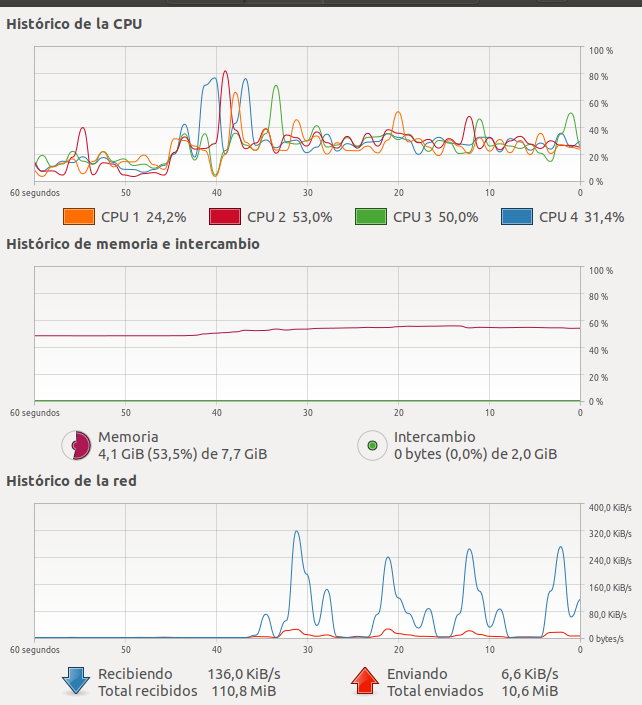 Histórico de la CPU
100 %
80 %
60 %
40 %
20 %
0 %
60 segundos 50 40 30 20 10 0
CPU 1 24,2% CPU 2 53,0% CPU 3 50,0% CPU 4 31,4%
Histórico de memoria e intercambio
100 %
80 %
60 %
40 %
20 %
0 %
60 segundos 50 40 30 20 10 0
Memoria Intercambio
4,1 GiB (53,5%) de 7,7 GiB 0 bytes (0,0%) de 2,0 GiB
Histórico de la red
400,0 KiB/s
320,0 KiB/s
240,0 KiB/s
160,0 KiB/s
80,0 KiB/s
0 bytes/s
60 segundos 50 40 30 20 10 0
Recibiendo 136,0 KiB/s Enviando 6,6 KiB/s
Total recibidos 110,8 MiB Total enviados 10,6 MiB